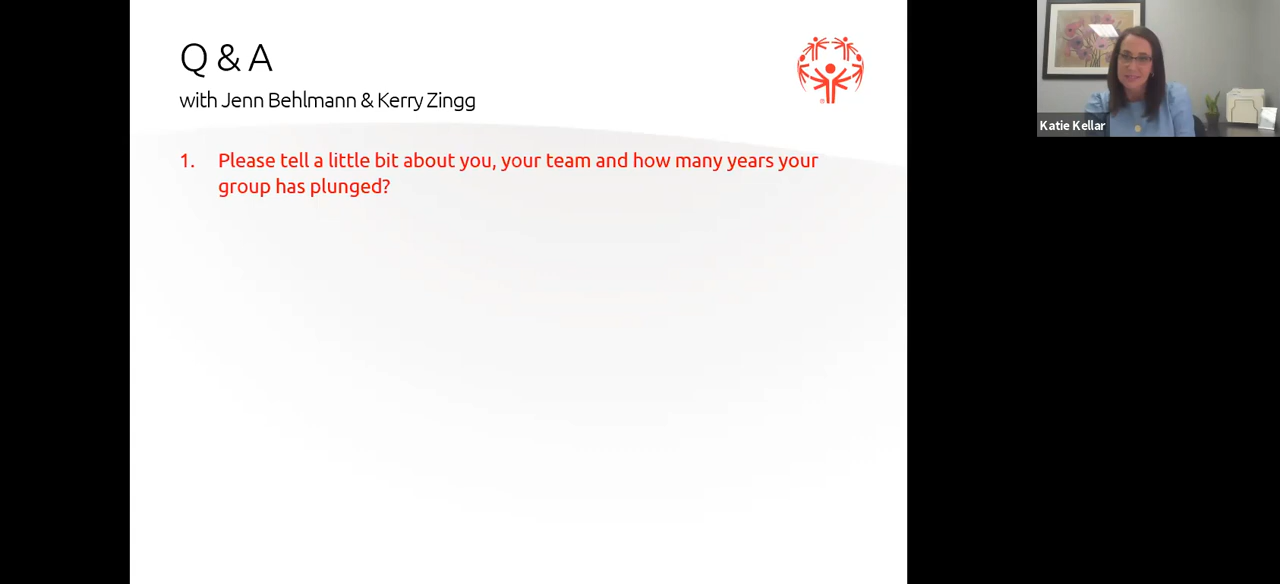 Q & A
with Jenn Behlmann & Kerry Zingg
1. Please tell a little bit about you, your team and how many years your
group has plunged?
Katie Kellar